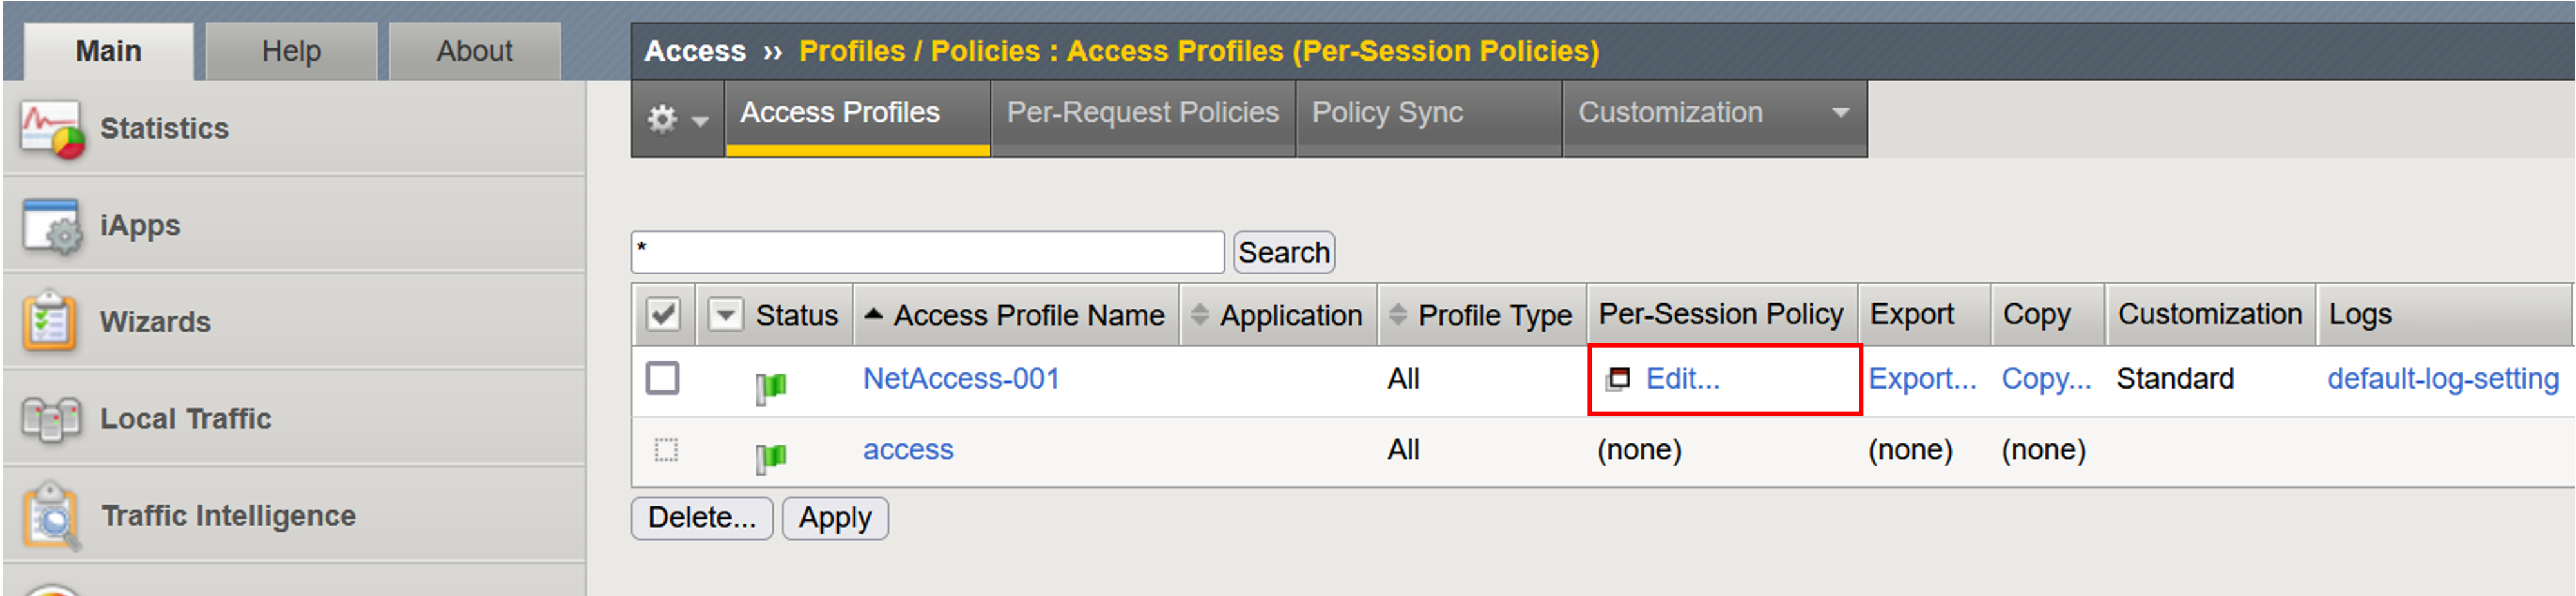 Main Help About
Access ›› Profiles / Policies : Access Profiles (Per-Session Policies)
Access Profiles Per-Request Policies Policy Sync Customization
Statistics
iApps
Wizards
Local Traffic
Traffic Intelligence
* Search
Status Access Profile Name Application Profile Type Per-Session Policy Export Copy Customization Logs
NetAccess-001 All Edit... Export... Copy... Standard default-log-setting
access All (none) (none) (none)
Delete... Apply